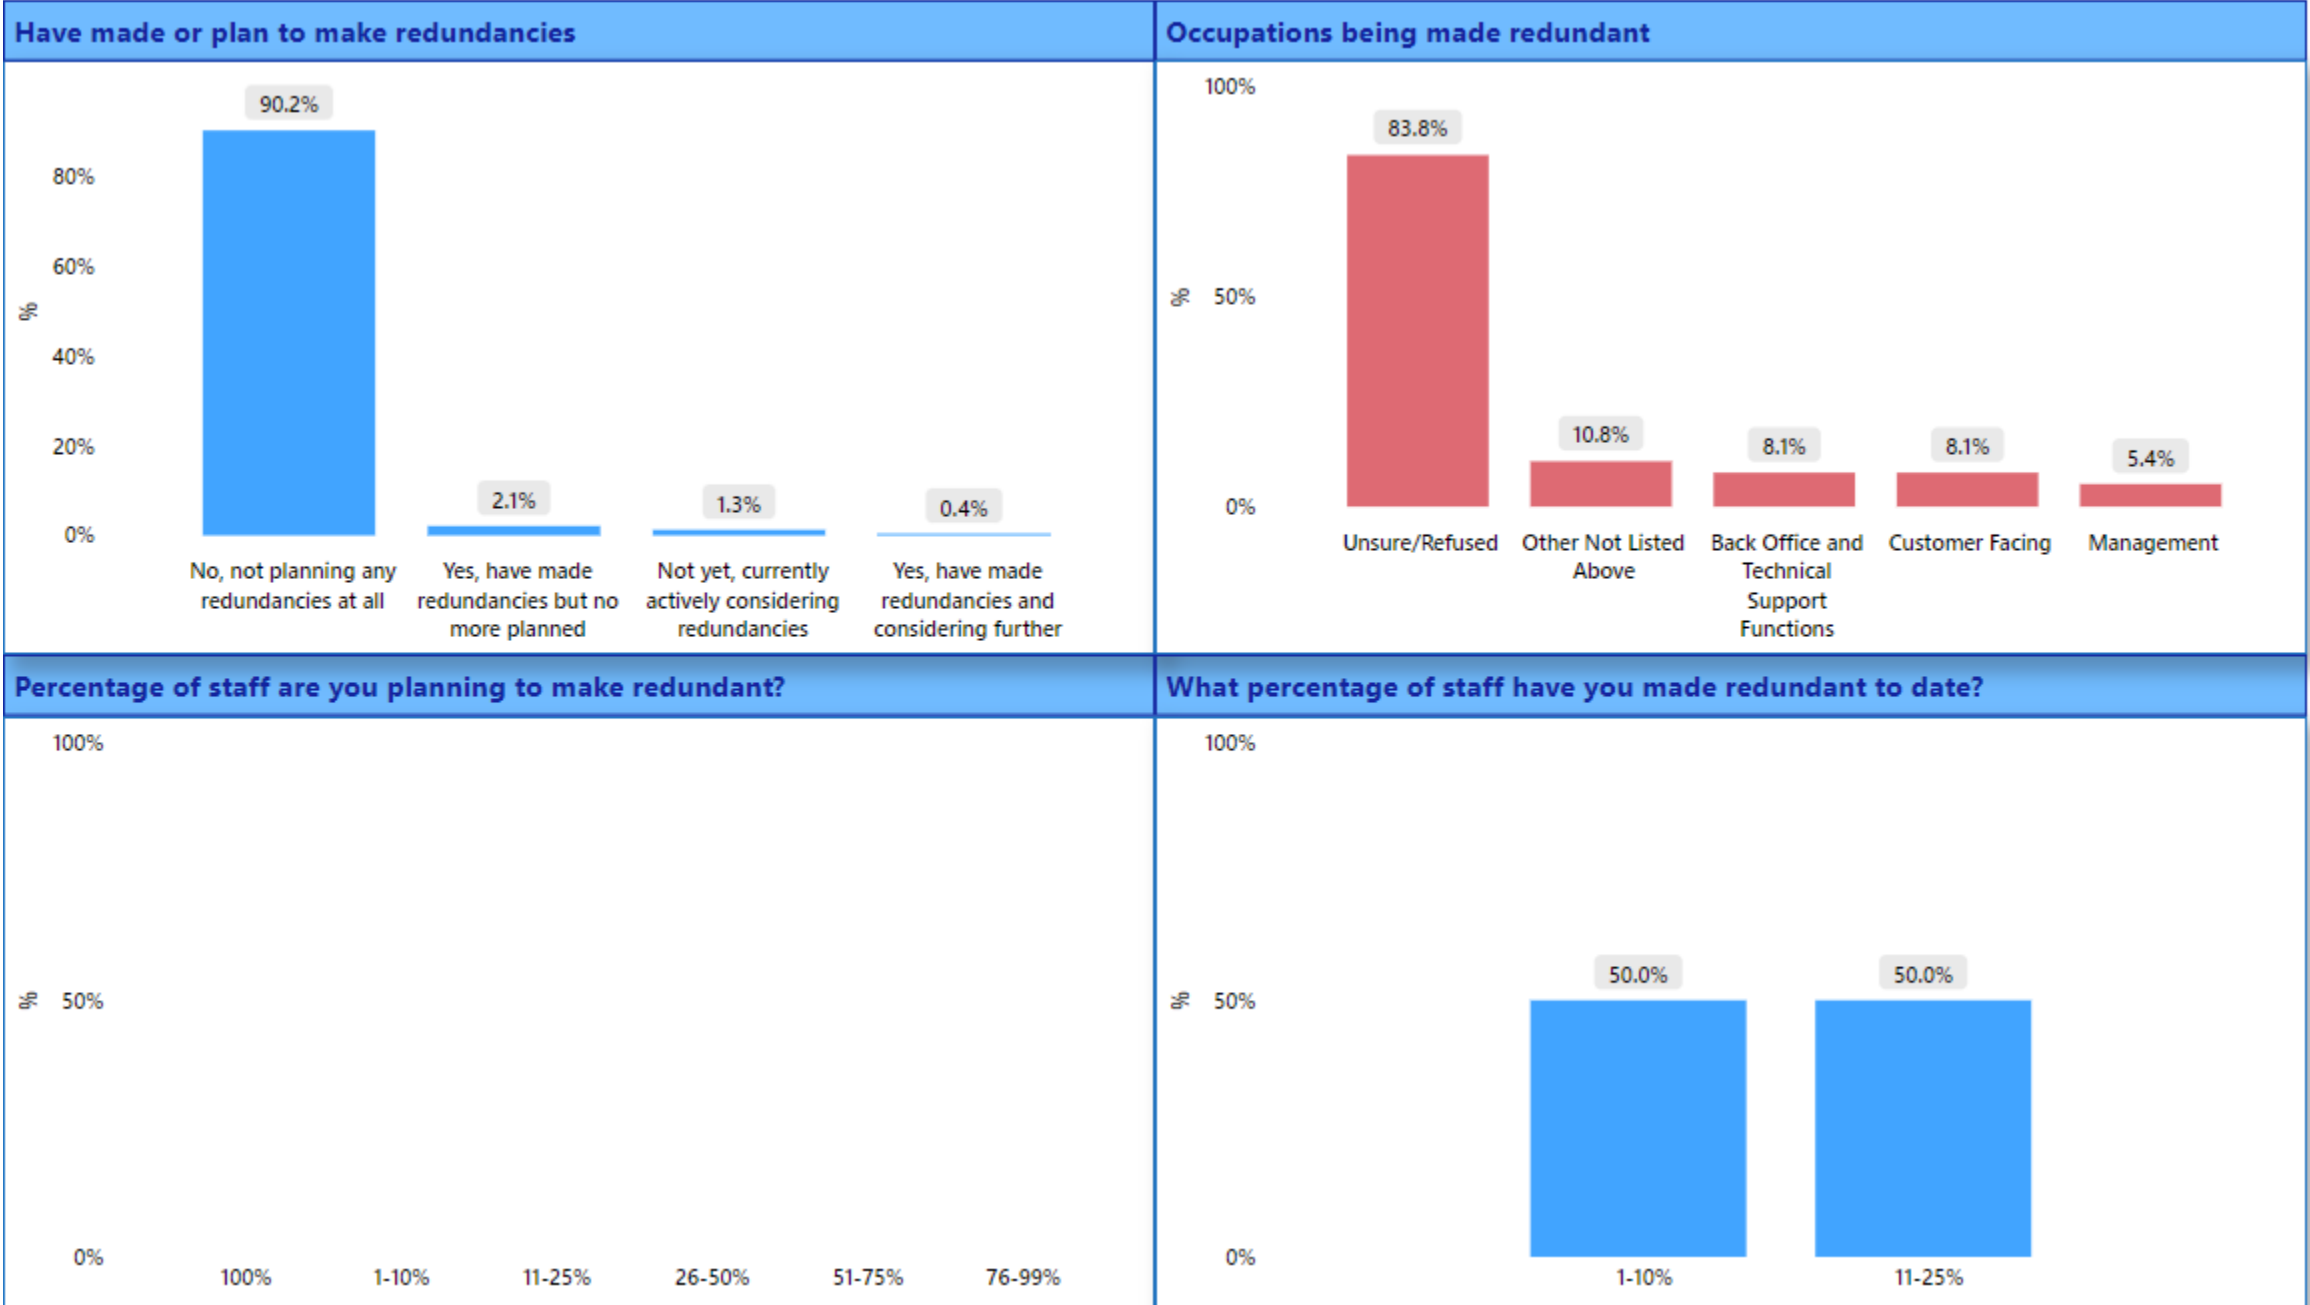 Have made or plan to make redundancies
90.2%
80%
60%
%
40%
20%
2.1%
1.3%
0.4%
0%
No, not planning any
redundancies at all
Yes, have made
redundancies but no
more planned
Not yet, currently
actively considering
redundancies
Yes, have made
redundancies and
considering further
Occupations being made redundant
100%
83.8%
% 50%
10.8%
8.1%
8.1%
5.4%
0%
Unsure/Refused
Other Not Listed
Above
Back Office and
Technical
Support
Functions
Customer Facing
Management
Percentage of staff are you planning to make redundant?
100%
% 50%
0%
100% 1-10% 11-25% 26-50% 51-75% 76-99%
What percentage of staff have you made redundant to date?
100%
50.0% 50.0%
% 50%
0%
1-10% 11-25%